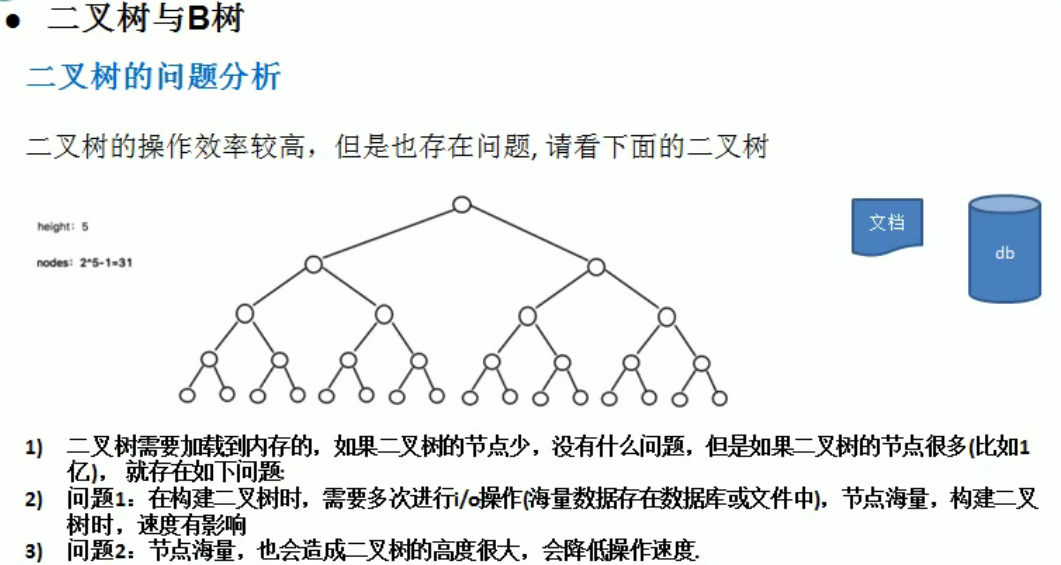 ● 二叉树与B树
二叉树的问题分析
二叉树的操作效率较高，但是也存在问题, 请看下面的二叉树
height：5
nodes：2^5-1=31
文档
db
1) 二叉树需要加载到内存的，如果二叉树的节点少，没有什么问题，但是如果二叉树的节点很多(比如1
亿)， 就存在如下问题:
2) 问题1：在构建二叉树时，需要多次进行i/o操作(海量数据存在数据库或文件中)，节点海量，构建二叉
树时，速度有影响
3) 问题2：节点海量，也会造成二叉树的高度很大，会降低操作速度.